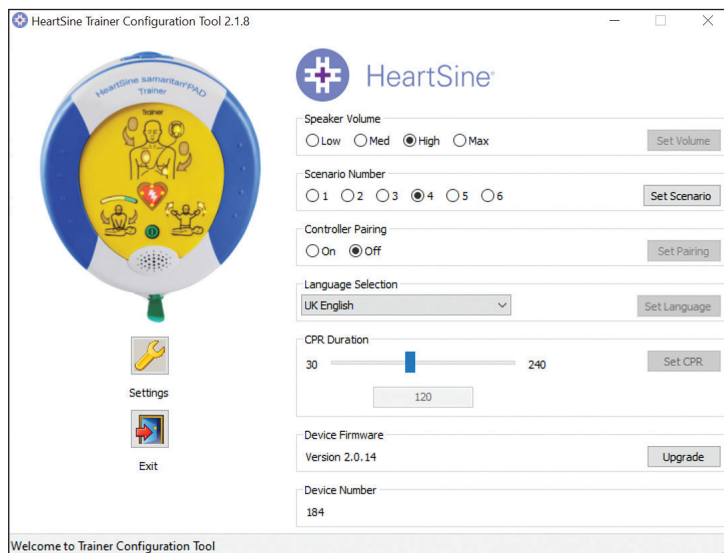 HeartSine Trainer Configuration Tool 2.1.8
HeartSine samaritan PAD
Trainer
Trainer
Settings
Exit
HeartSine®
Speaker Volume
Low Med High Max Set Volume
Scenario Number
1 2 3 4 5 6 Set Scenario
Controller Pairing
On Off Set Pairing
Language Selection
UK English Set Language
CPR Duration
30 240 Set CPR
120
Device Firmware
Version 2.0.14 Upgrade
Device Number
184
Welcome to Trainer Configuration Tool